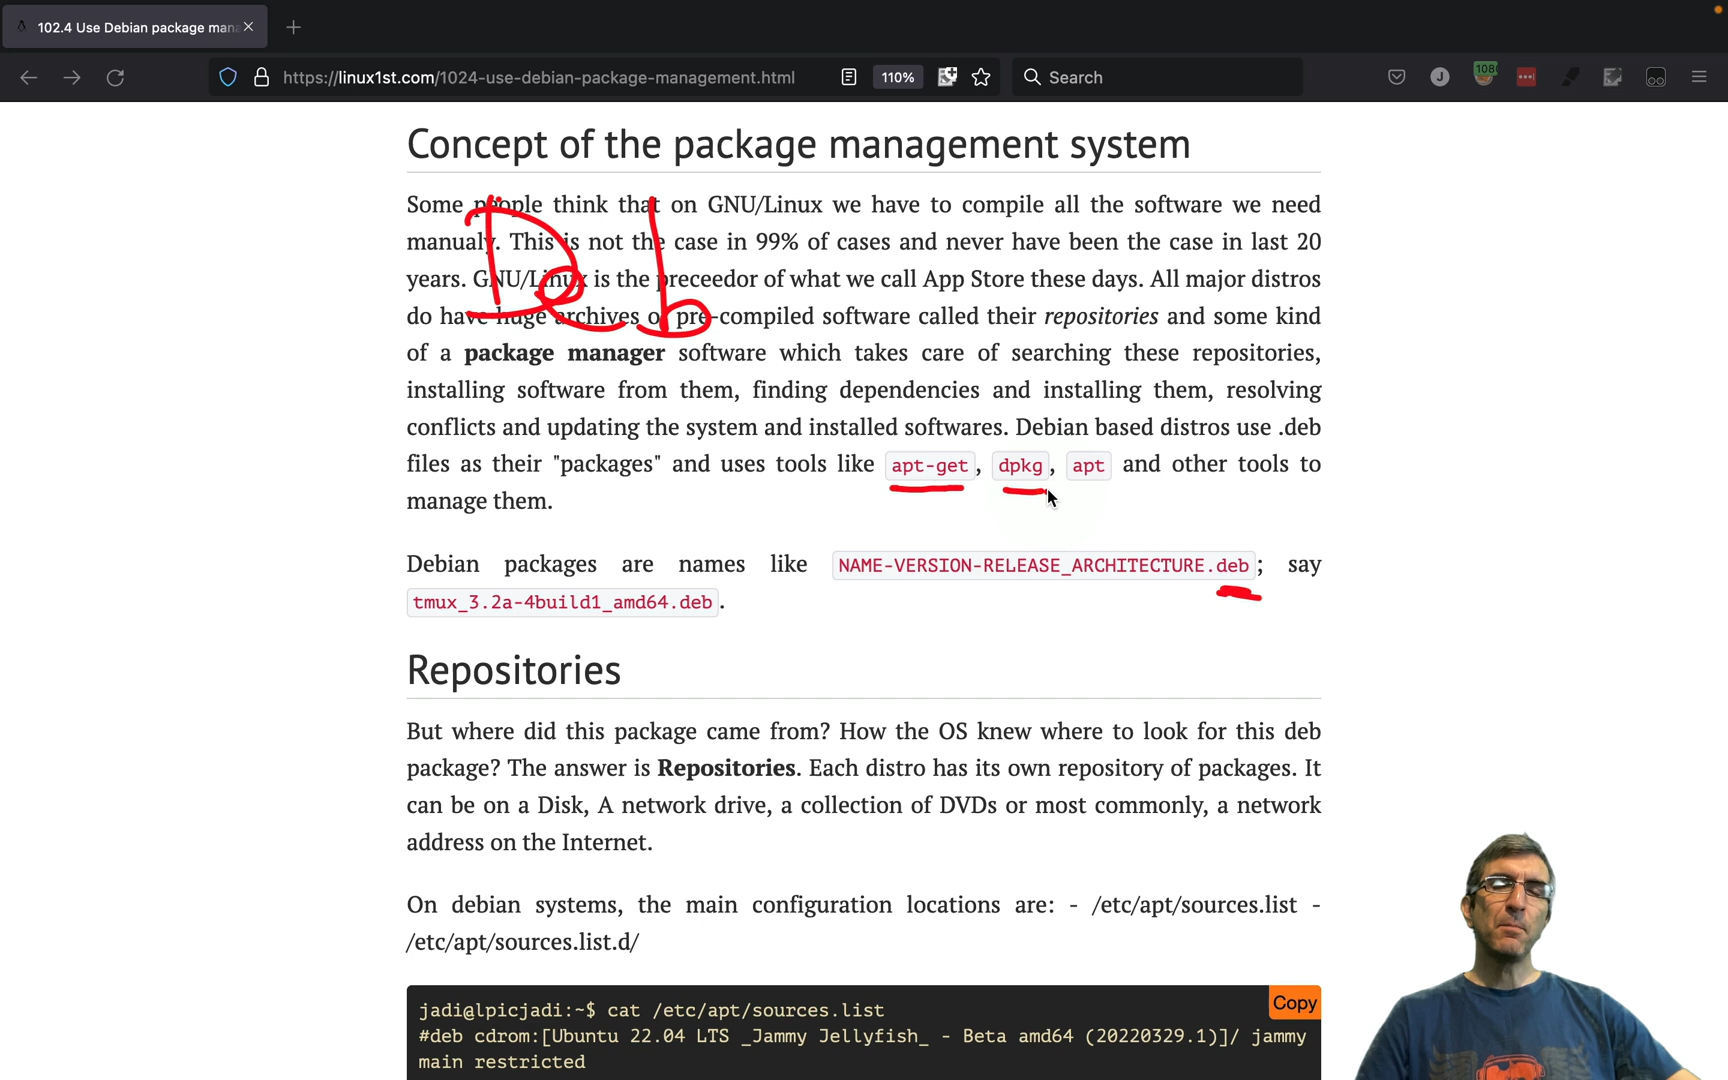 102.4 Use Debian package man
https://linux1st.com/1024-use-debian-package-management.html
110%
Search
J
108
Concept of the package management system
Some people think that on GNU/Linux we have to compile all the software we need
manualy. This is not the case in 99% of cases and never have been the case in last 20
years. GNU/Linux is the preceedor of what we call App Store these days. All major distros
do have huge archives of pre-compiled software called their repositories and some kind
of a package manager software which takes care of searching these repositories,
installing software from them, finding dependencies and installing them, resolving
conflicts and updating the system and installed softwares. Debian based distros use .deb
files as their "packages" and uses tools like apt-get, dpkg, apt and other tools to
manage them.
Deb
Debian packages are names like NAME-VERSION-RELEASE_ARCHITECTURE.deb; say
tmux_3.2a-4build1_amd64.deb.
Repositories
But where did this package came from? How the OS knew where to look for this deb
package? The answer is Repositories. Each distro has its own repository of packages. It
can be on a Disk, A network drive, a collection of DVDs or most commonly, a network
address on the Internet.
On debian systems, the main configuration locations are: - /etc/apt/sources.list -
/etc/apt/sources.list.d/
Copy
jadi@lpicjadi:~$ cat /etc/apt/sources.list
#deb cdrom:[Ubuntu 22.04 LTS _Jammy Jellyfish_ - Beta amd64 (20220329.1)]/ jammy
main restricted